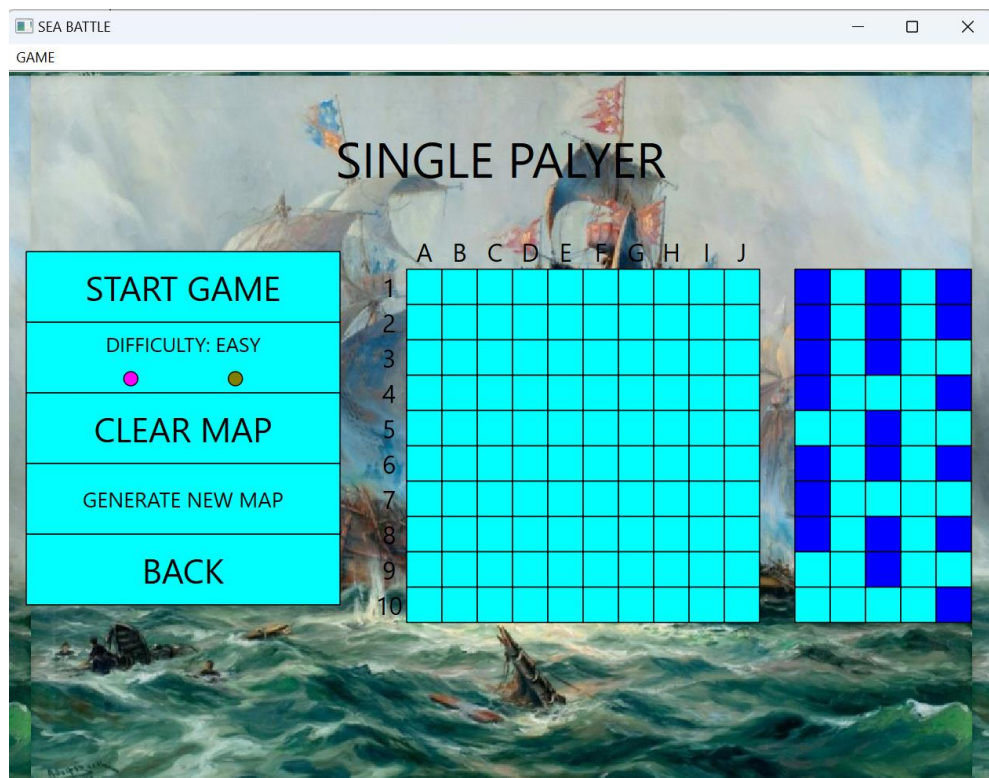 SEA BATTLE
GAME
SINGLE PALYER
A B C D E F G H I J
START GAME
DIFFICULTY: EASY
CLEAR MAP
GENERATE NEW MAP
BACK
1
2
3
4
5
6
7
8
9
10